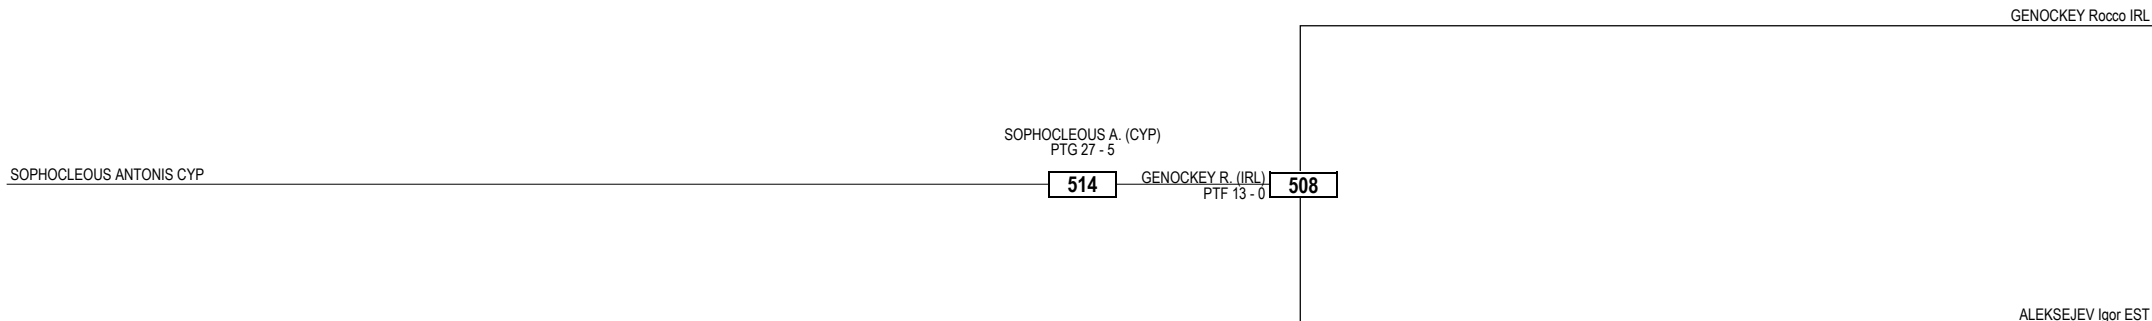 GENOCKEY Rocco IRL
SOPHOCLEOUS A. (CYP)
PTG 27 - 5
SOPHOCLEOUS ANTONIS CYP
514
GENOCKEY R. (IRL)
PTF 13 - 0
508
ALEKSEJEV Igor EST